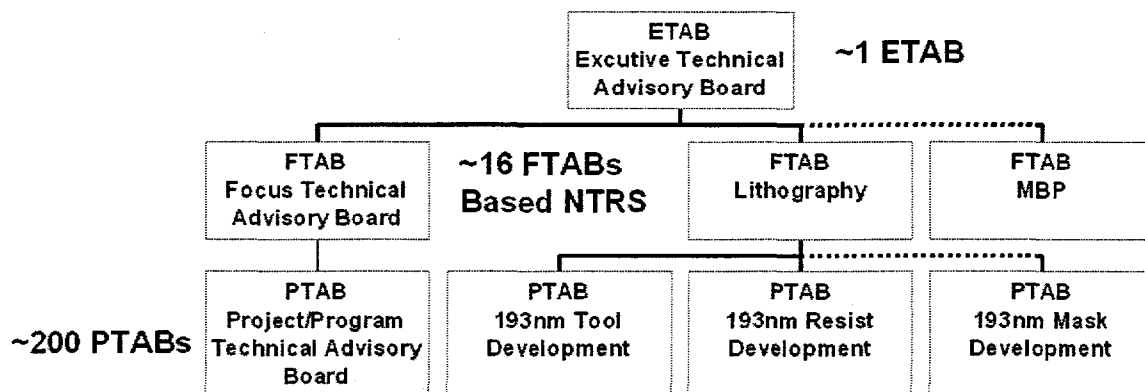 ETAB
Excutive Technical
Advisory Board
~1 ETAB
FTAB
Focus Technical
Advisory Board
~16 FTABs
Based NTRS
FTAB
Lithography
FTAB
MBP
~200 PTABs
PTAB
Project/Program
Technical Advisory
Board
PTAB
193nm Tool
Development
PTAB
193nm Resist
Development
PTAB
193nm Mask
Development